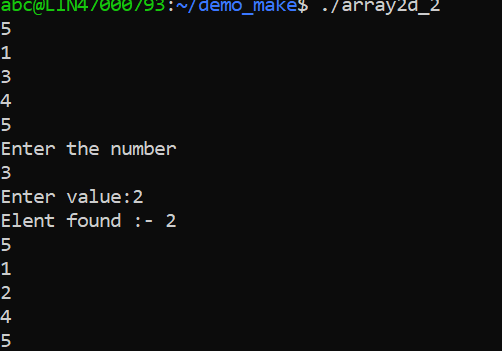 abc@LIN47000793:~/demo_make$ ./array2d_2
5
1
3
4
5
Enter the number
3
Enter value:2
Elent found :- 2
5
1
2
4
5